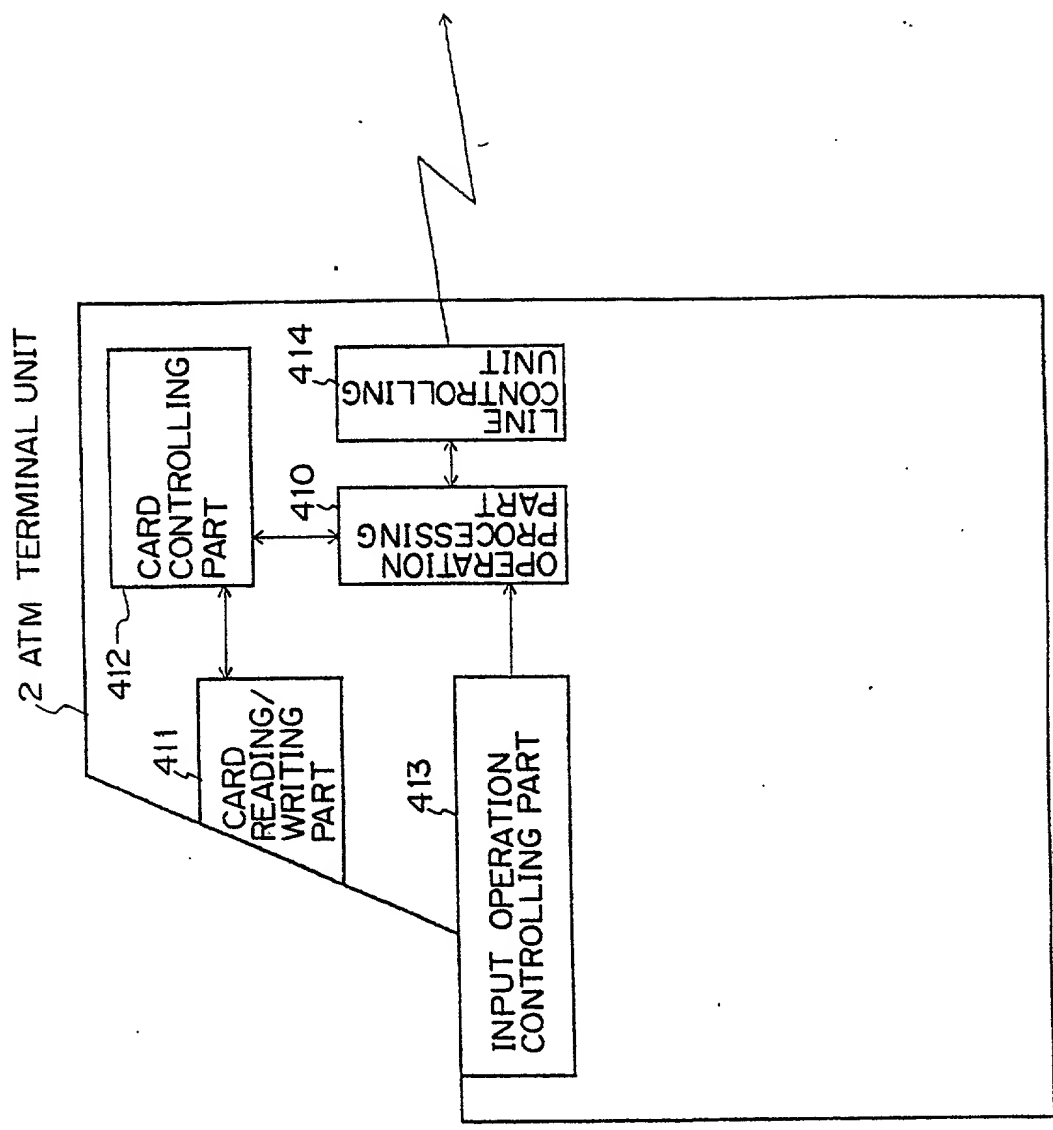 2 ATM TERMINAL UNIT
412
CARD
CONTROLLING
PART
411
CARD
READING/
WRITING
PART
414
LINE
CONTROLLING
UNIT
410
OPERATION
PROCESSING
PART
413
INPUT OPERATION
CONTROLLING PART